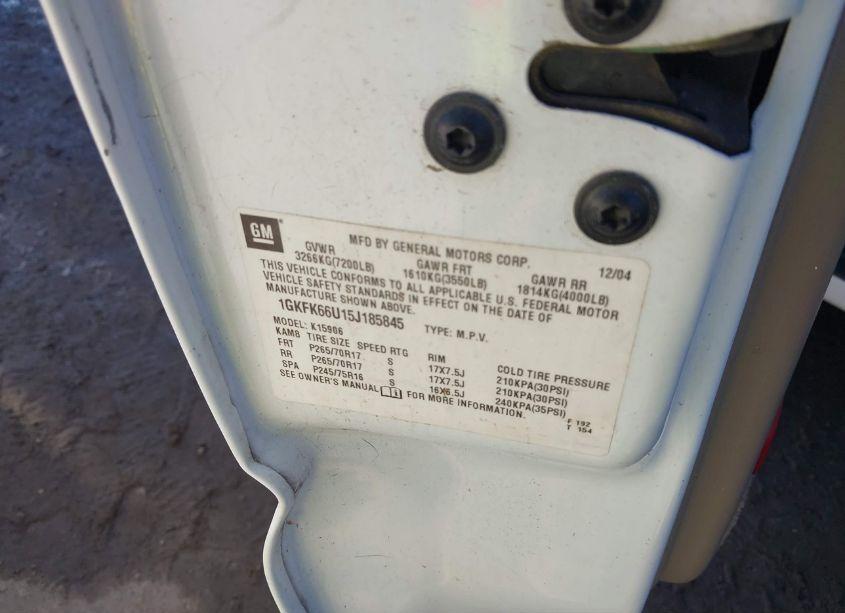 GM
MFD BY GENERAL MOTORS CORP. 12/04
GVWR GAWR FRT GAWR RR
3266KG(7200LB) 1610KG(3550LB) 1814KG(4000LB)
THIS VEHICLE CONFORMS TO ALL APPLICABLE U.S. FEDERAL MOTOR
VEHICLE SAFETY STANDARDS IN EFFECT ON THE DATE OF
MANUFACTURE SHOWN ABOVE.
1GKFK66U15J185845 TYPE: M.P.V.
MODEL: K15906
KAMB TIRE SIZE SPEED RTG RIM COLD TIRE PRESSURE
FRT P265/70R17 S 17X7.5J 210KPA(30PSI)
RR P265/70R17 S 17X7.5J 210KPA(30PSI)
SPA P245/75R16 S 16X6.5J 240KPA(35PSI)
SEE OWNER'S MANUAL FOR MORE INFORMATION.
F 192
T 154